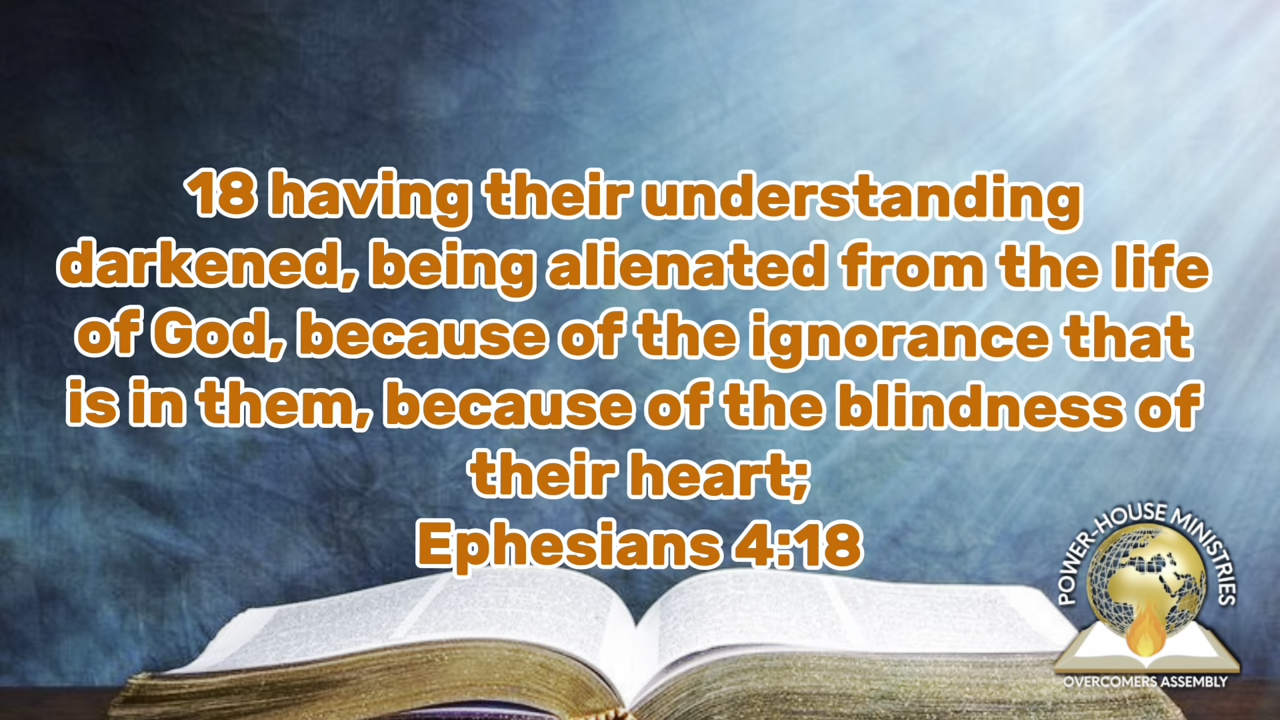 18 having their understanding
darkened, being alienated from the life
of God, because of the ignorance that
is in them, because of the blindness of
their heart;
Ephesians 4:18
POWER-HOUSE MINISTRIES
OVERCOMERS ASSEMBLY